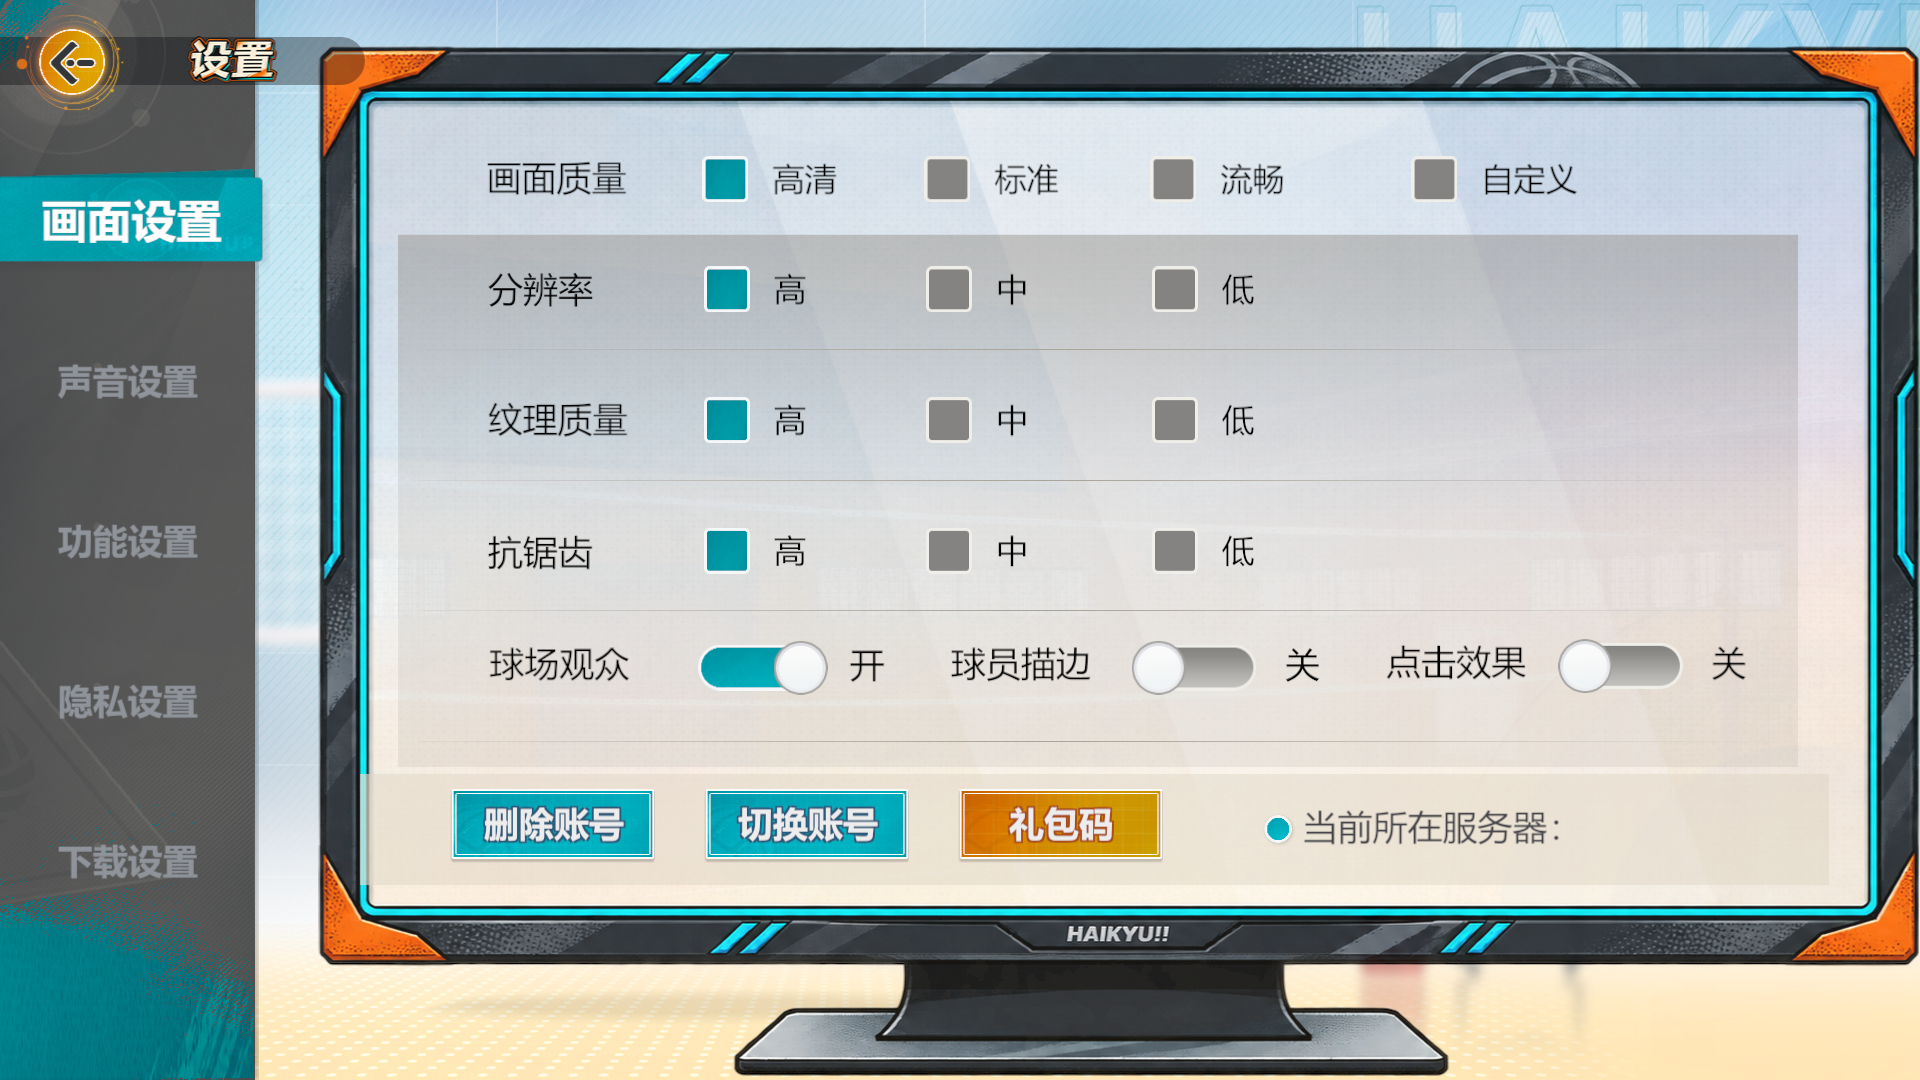 设置
HAIKYU
画面设置
声音设置
功能设置
隐私设置
下载设置
画面质量 高清 标准 流畅 自定义
分辨率 高 中 低
纹理质量 高 中 低
抗锯齿 高 中 低
球场观众 开 球员描边 关 点击效果 关
删除账号 切换账号 礼包码 当前所在服务器：
HAIKYU!!